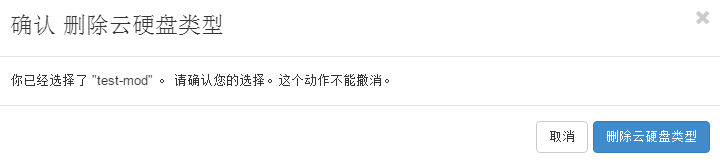 确认 删除云硬盘类型
×
你已经选择了 "test-mod" 。 请确认您的选择。这个动作不能撤消。
取消
删除云硬盘类型